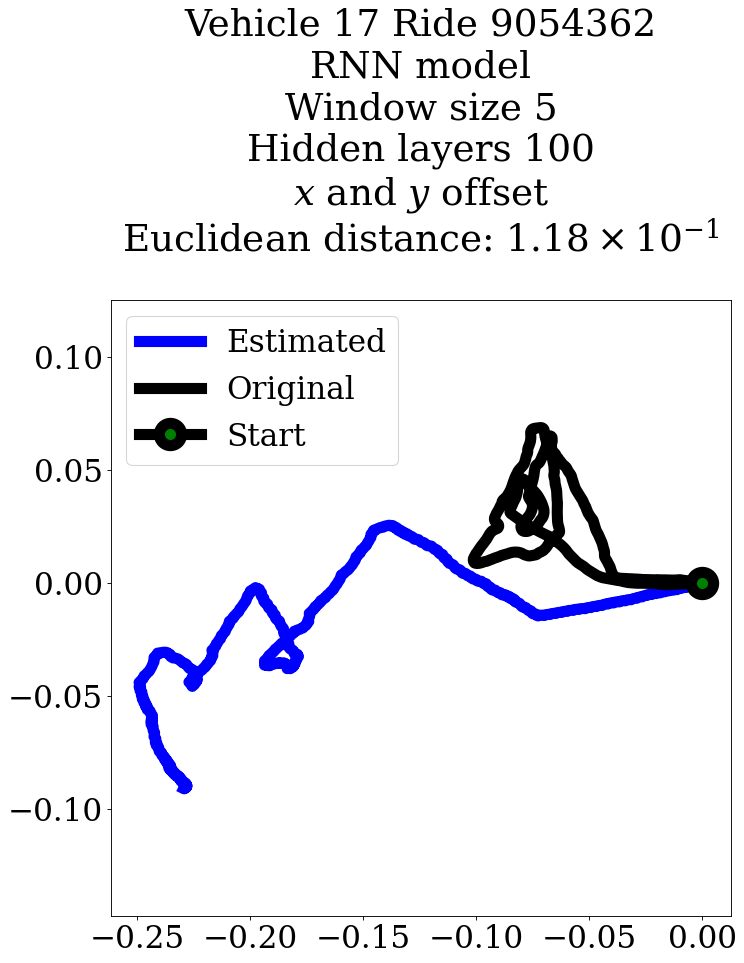 Vehicle 17 Ride 9054362
RNN model
Window size 5
Hidden layers 100
x and y offset
Euclidean distance: 1.18 × 10⁻¹
Estimated
Original
Start
0.10
0.05
0.00
−0.05
−0.10
−0.25 −0.20 −0.15 −0.10 −0.05 0.00